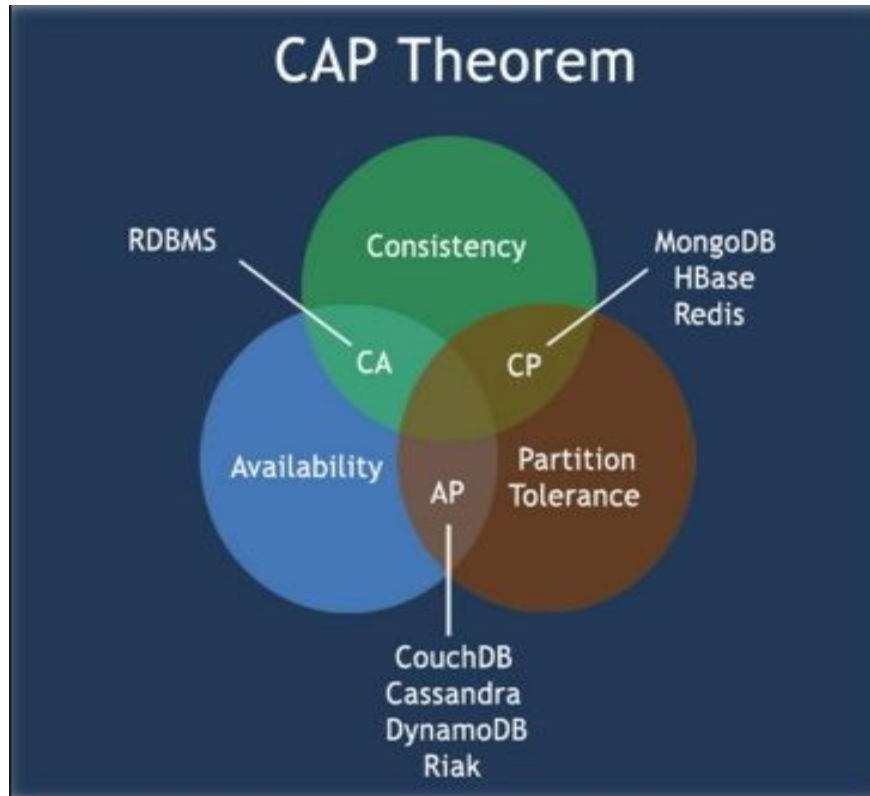 CAP Theorem
RDBMS
Consistency
MongoDB
HBase
Redis
CA
CP
Availability
Partition
Tolerance
AP
CouchDB
Cassandra
DynamoDB
Riak